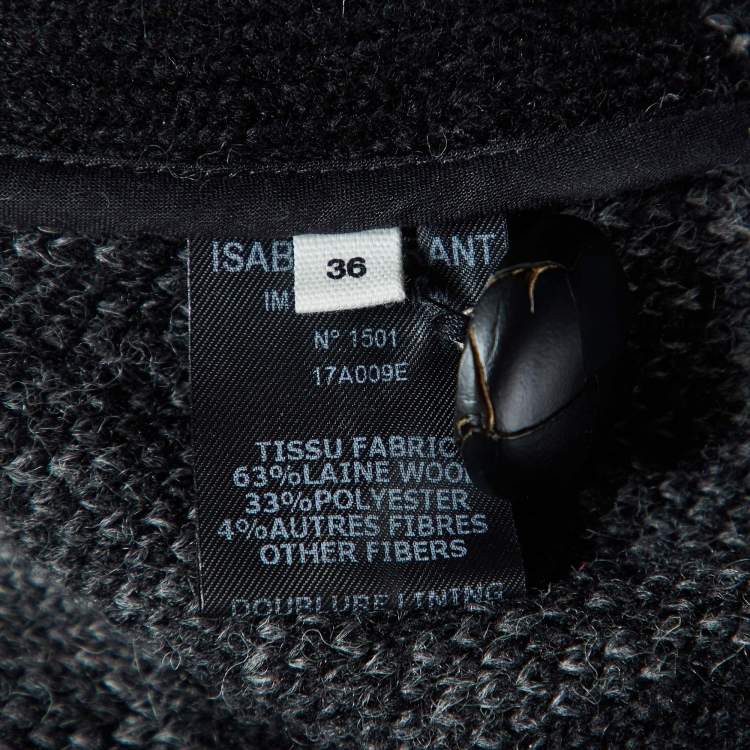 ISAB ANT
36
IM
N° 1501
17A009E
TISSU FABRIC
63%LAINE WOOL
33%POLYESTER
4%AUTRES FIBRES
OTHER FIBERS
DOUBLURE LINING